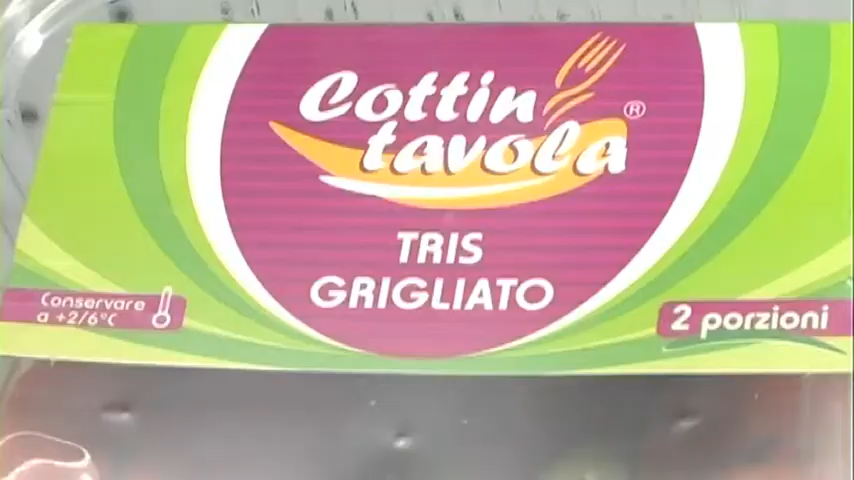 Cottin
tavola ®
TRIS
GRIGLIATO
Conservare
a +2/6°C
2 porzioni